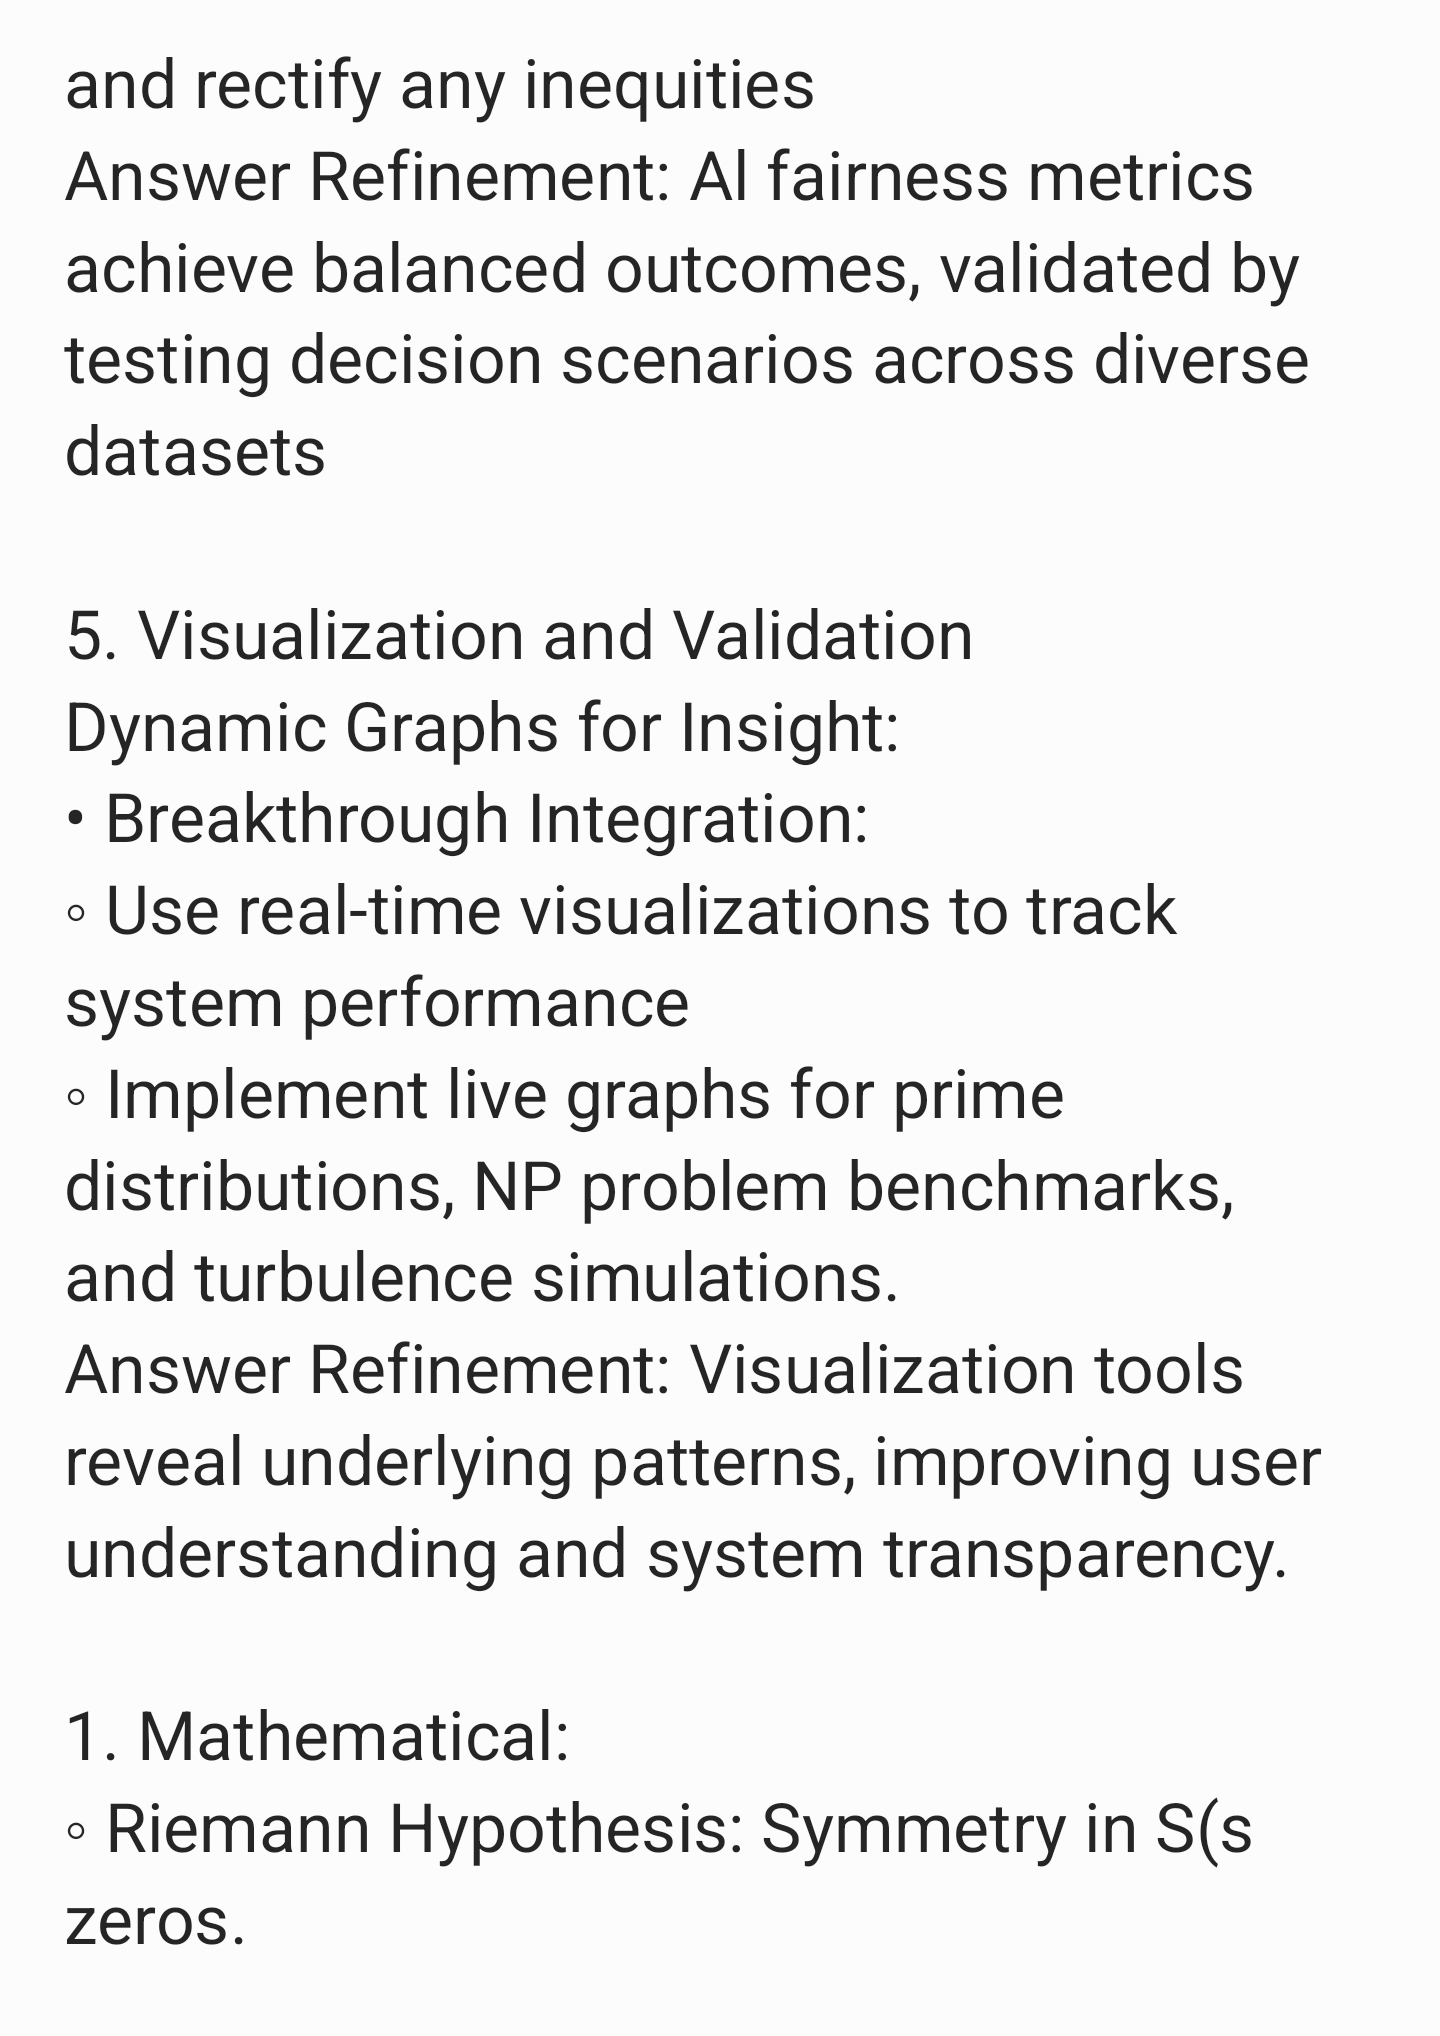 and rectify any inequities
Answer Refinement: Al fairness metrics
achieve balanced outcomes, validated by
testing decision scenarios across diverse
datasets
5. Visualization and Validation
Dynamic Graphs for Insight:
• Breakthrough Integration:
◦ Use real-time visualizations to track
system performance
◦ Implement live graphs for prime
distributions, NP problem benchmarks,
and turbulence simulations.
Answer Refinement: Visualization tools
reveal underlying patterns, improving user
understanding and system transparency.
1. Mathematical:
◦ Riemann Hypothesis: Symmetry in S(s
zeros.